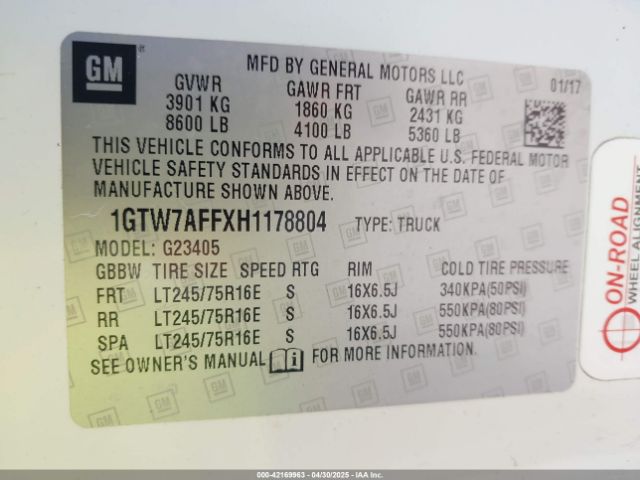 GM
MFD BY GENERAL MOTORS LLC
01/17
GVWR GAWR FRT GAWR RR
3901 KG 1860 KG 2431 KG
8600 LB 4100 LB 5360 LB
THIS VEHICLE CONFORMS TO ALL APPLICABLE U.S. FEDERAL MOTOR
VEHICLE SAFETY STANDARDS IN EFFECT ON THE DATE OF
MANUFACTURE SHOWN ABOVE.
1GTW7AFFXH1178804 TYPE: TRUCK
MODEL: G23405
GBBW TIRE SIZE SPEED RTG RIM COLD TIRE PRESSURE
FRT LT245/75R16E S 16X6.5J 340KPA(50PSI)
RR LT245/75R16E S 16X6.5J 550KPA(80PSI)
SPA LT245/75R16E S 16X6.5J 550KPA(80PSI)
SEE OWNER'S MANUAL i FOR MORE INFORMATION.
ON-ROAD
WHEEL ALIGNMENT
000-42169963 - 04/30/2025 - IAA Inc.